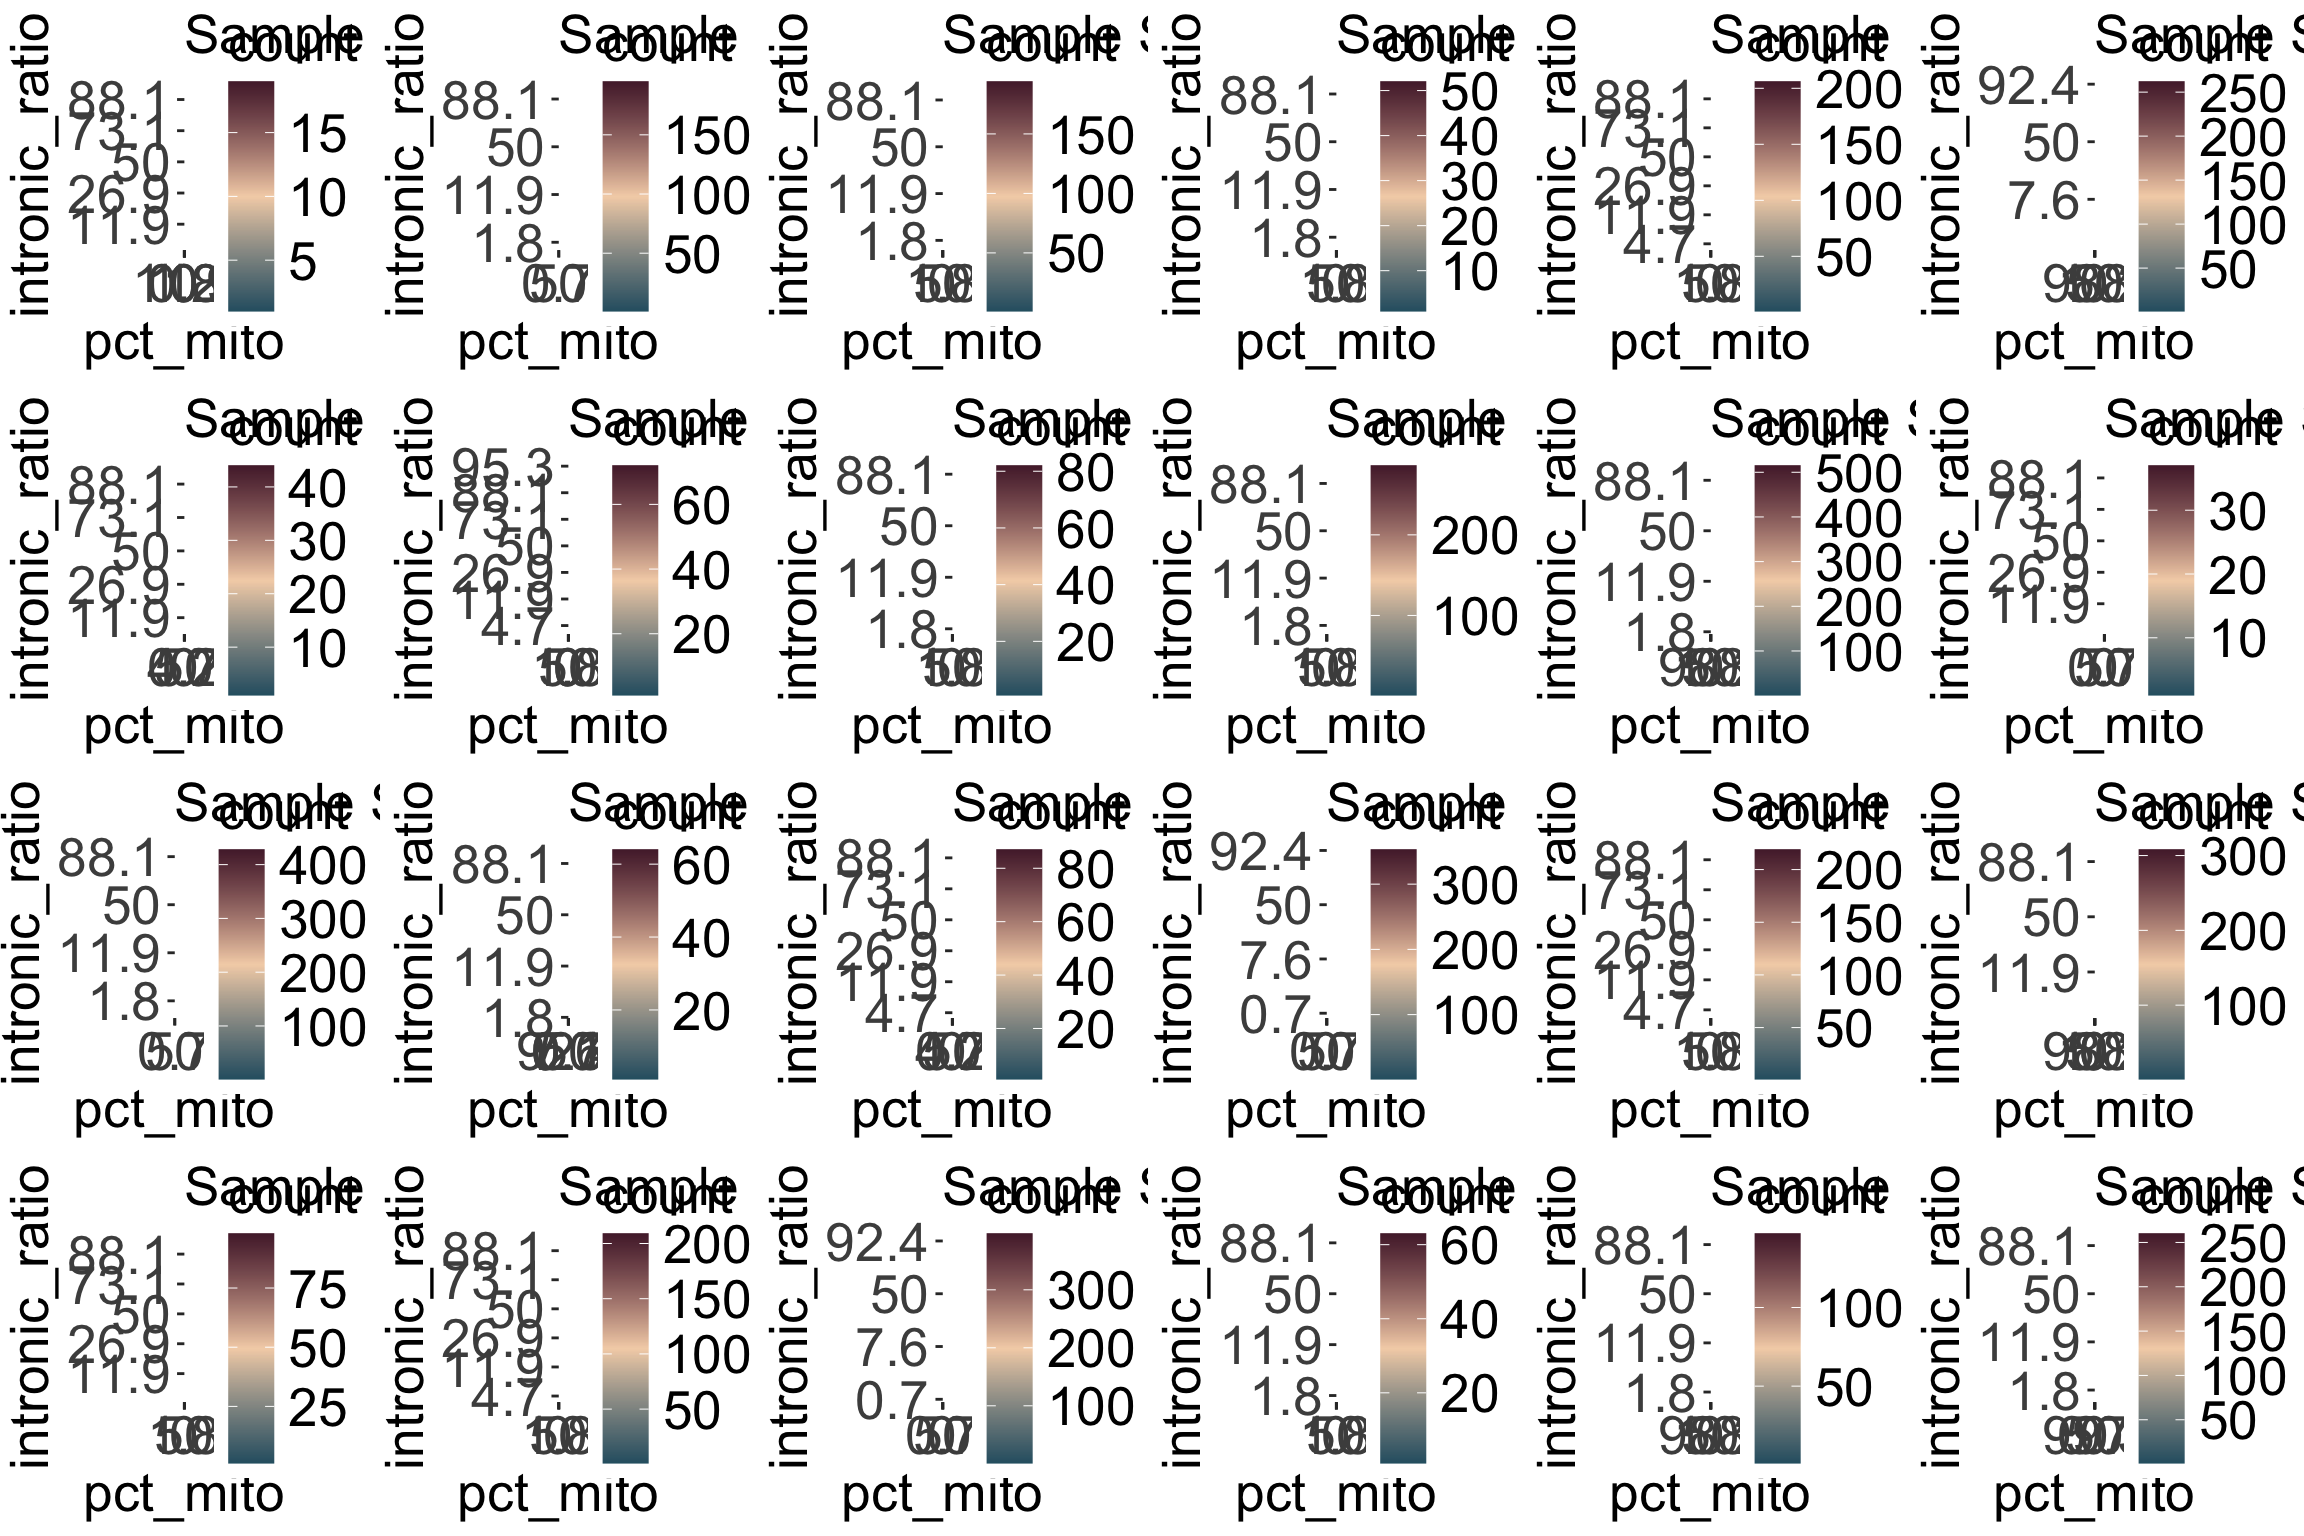 Sample count
intronic_ratio
88.1
73.1
50
26.9
11.9
15
10
5
pct_mito
Sample count
intronic_ratio
88.1
50
11.9
1.8
150
100
50
pct_mito
Sample count
intronic_ratio
88.1
50
11.9
1.8
150
100
50
pct_mito
Sample count
intronic_ratio
88.1
50
11.9
1.8
50
40
30
20
10
pct_mito
Sample count
intronic_ratio
88.1
73.1
50
26.9
11.9
4.7
200
150
100
50
pct_mito
Sample count
intronic_ratio
92.4
50
7.6
250
200
150
100
50
pct_mito
Sample count
intronic_ratio
88.1
73.1
50
26.9
11.9
40
30
20
10
pct_mito
Sample count
intronic_ratio
95.3
88.1
73.1
50
26.9
11.9
4.7
60
40
20
pct_mito
Sample count
intronic_ratio
88.1
50
11.9
1.8
80
60
40
20
pct_mito
Sample count
intronic_ratio
88.1
50
11.9
1.8
200
100
pct_mito
Sample count
intronic_ratio
88.1
50
11.9
1.8
500
400
300
200
100
pct_mito
Sample count
intronic_ratio
88.1
73.1
50
26.9
11.9
30
20
10
pct_mito
Sample count
intronic_ratio
88.1
50
11.9
1.8
400
300
200
100
pct_mito
Sample count
intronic_ratio
88.1
50
11.9
1.8
60
40
20
pct_mito
Sample count
intronic_ratio
88.1
73.1
50
26.9
11.9
4.7
80
60
40
20
pct_mito
Sample count
intronic_ratio
92.4
50
7.6
0.7
300
200
100
pct_mito
Sample count
intronic_ratio
88.1
73.1
50
26.9
11.9
4.7
200
150
100
50
pct_mito
Sample count
intronic_ratio
88.1
50
11.9
300
200
100
pct_mito
Sample count
intronic_ratio
88.1
73.1
50
26.9
11.9
75
50
25
pct_mito
Sample count
intronic_ratio
88.1
73.1
50
26.9
11.9
4.7
200
150
100
50
pct_mito
Sample count
intronic_ratio
92.4
50
7.6
0.7
300
200
100
pct_mito
Sample count
intronic_ratio
88.1
50
11.9
1.8
60
40
20
pct_mito
Sample count
intronic_ratio
88.1
50
11.9
1.8
100
50
pct_mito
Sample count
intronic_ratio
88.1
50
11.9
1.8
250
200
150
100
50
pct_mito